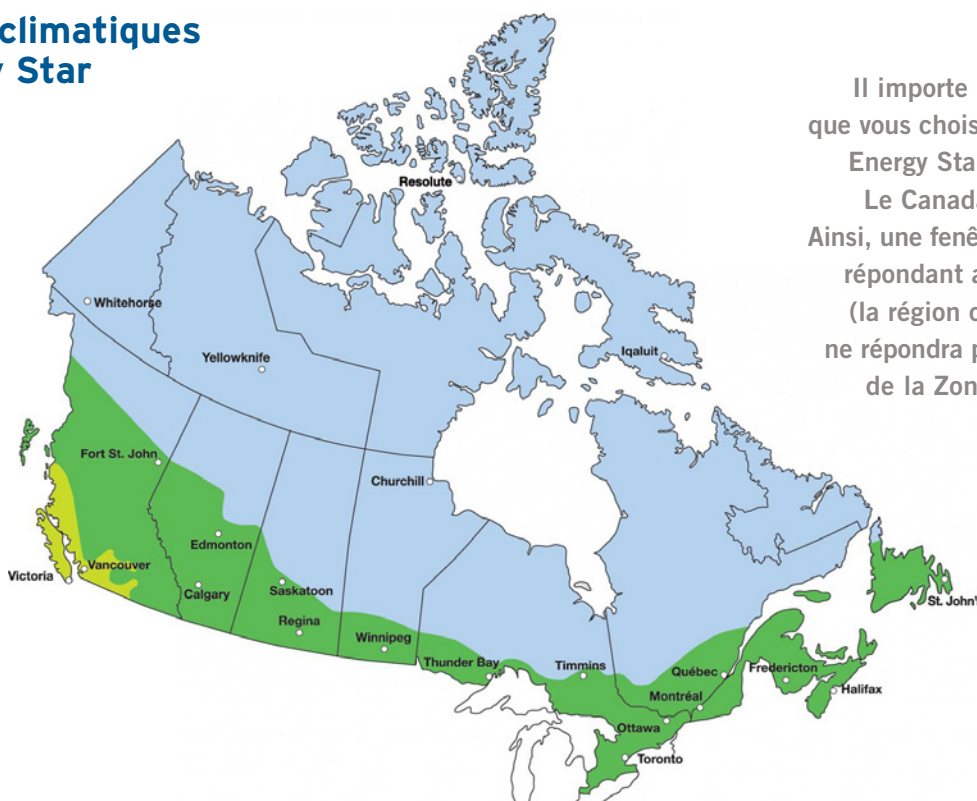 climatiques
Star
Il importe
que vous chois
Energy Sta
Le Canada
Ainsi, une fenê
répondant a
(la région c
ne répondra p
de la Zon
Resolute
Whitehorse
Yellowknife
Iqaluit
Fort St. John
Churchill
Edmonton
Vancouver
Victoria
Calgary
Saskatoon
Regina
Winnipeg
Thunder Bay
Timmins
Québec
Montréal
Ottawa
Toronto
Fredericton
Halifax
St. John'